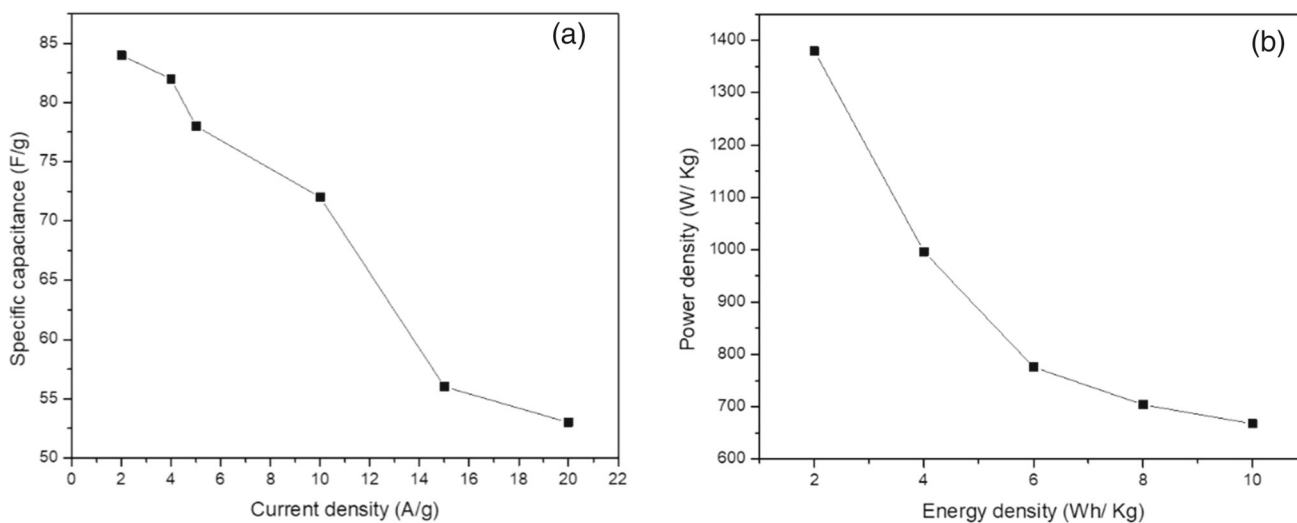 (a)
Specific capacitance (F/g)
85
80
75
70
65
60
55
50
0 2 4 6 8 10 12 14 16 18 20 22
Current density (A/g)
(b)
Power density (W/ Kg)
1400
1300
1200
1100
1000
900
800
700
600
2 4 6 8 10
Energy density (Wh/ Kg)